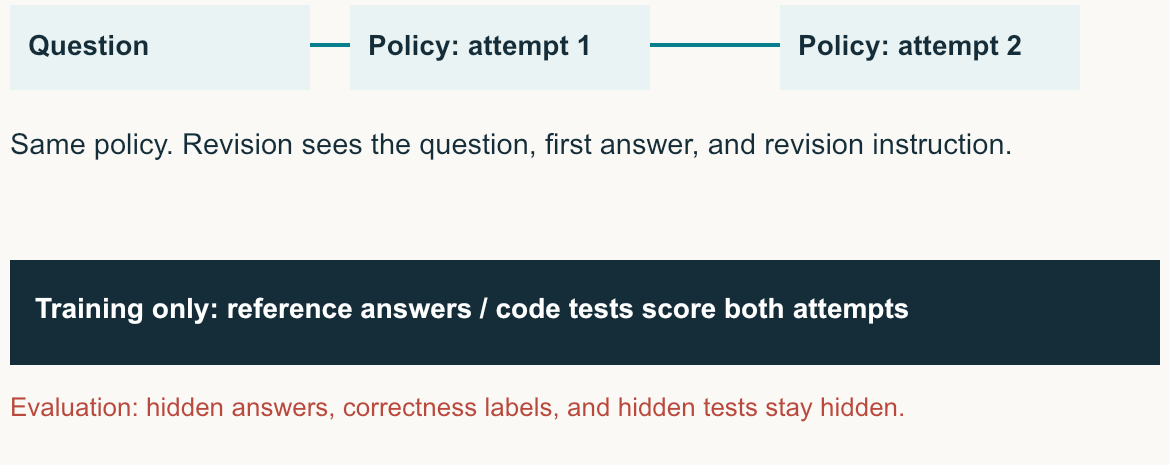 Question
Policy: attempt 1
Policy: attempt 2
Same policy. Revision sees the question, first answer, and revision instruction.
Training only: reference answers / code tests score both attempts
Evaluation: hidden answers, correctness labels, and hidden tests stay hidden.